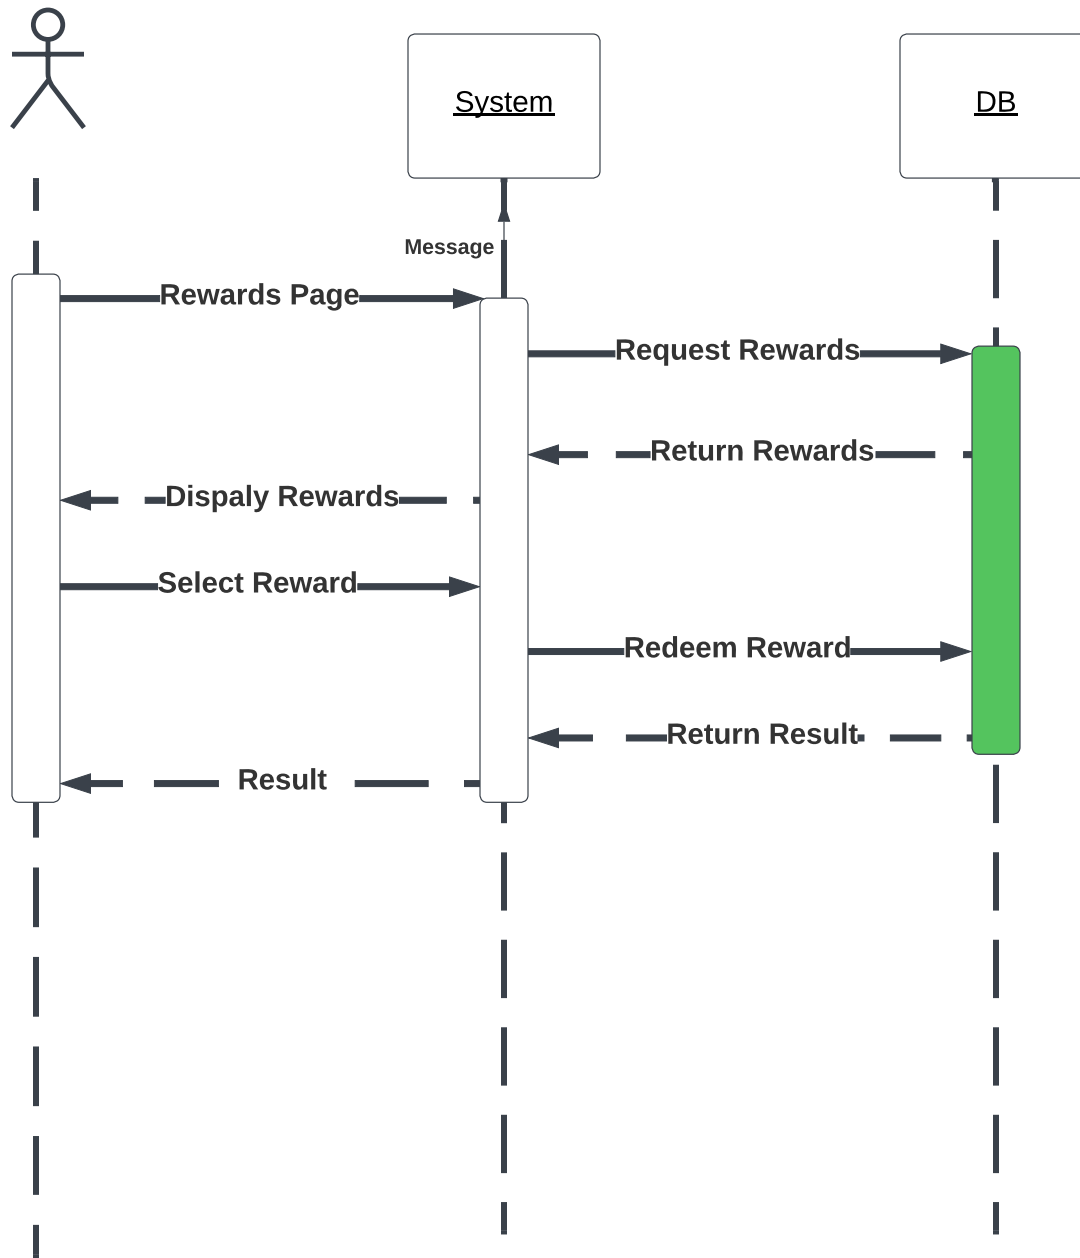 System
DB
Message
Rewards Page
Request Rewards
Return Rewards
Dispaly Rewards
Select Reward
Redeem Reward
Return Result
Result